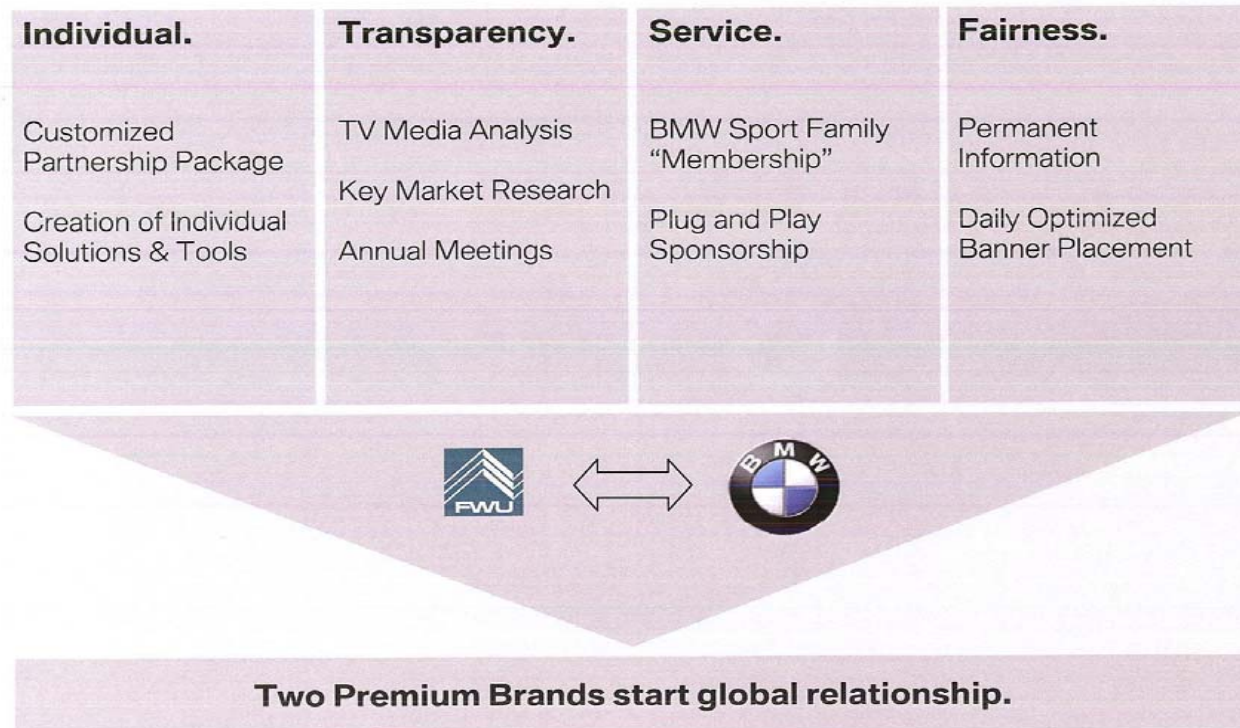 Individual.
Customized
Partnership Package
Creation of Individual
Solutions & Tools
Transparency.
TV Media Analysis
Key Market Research
Annual Meetings
Service.
BMW Sport Family
“Membership”
Plug and Play
Sponsorship
Fairness.
Permanent
Information
Daily Optimized
Banner Placement
FWU
BMW
Two Premium Brands start global relationship.